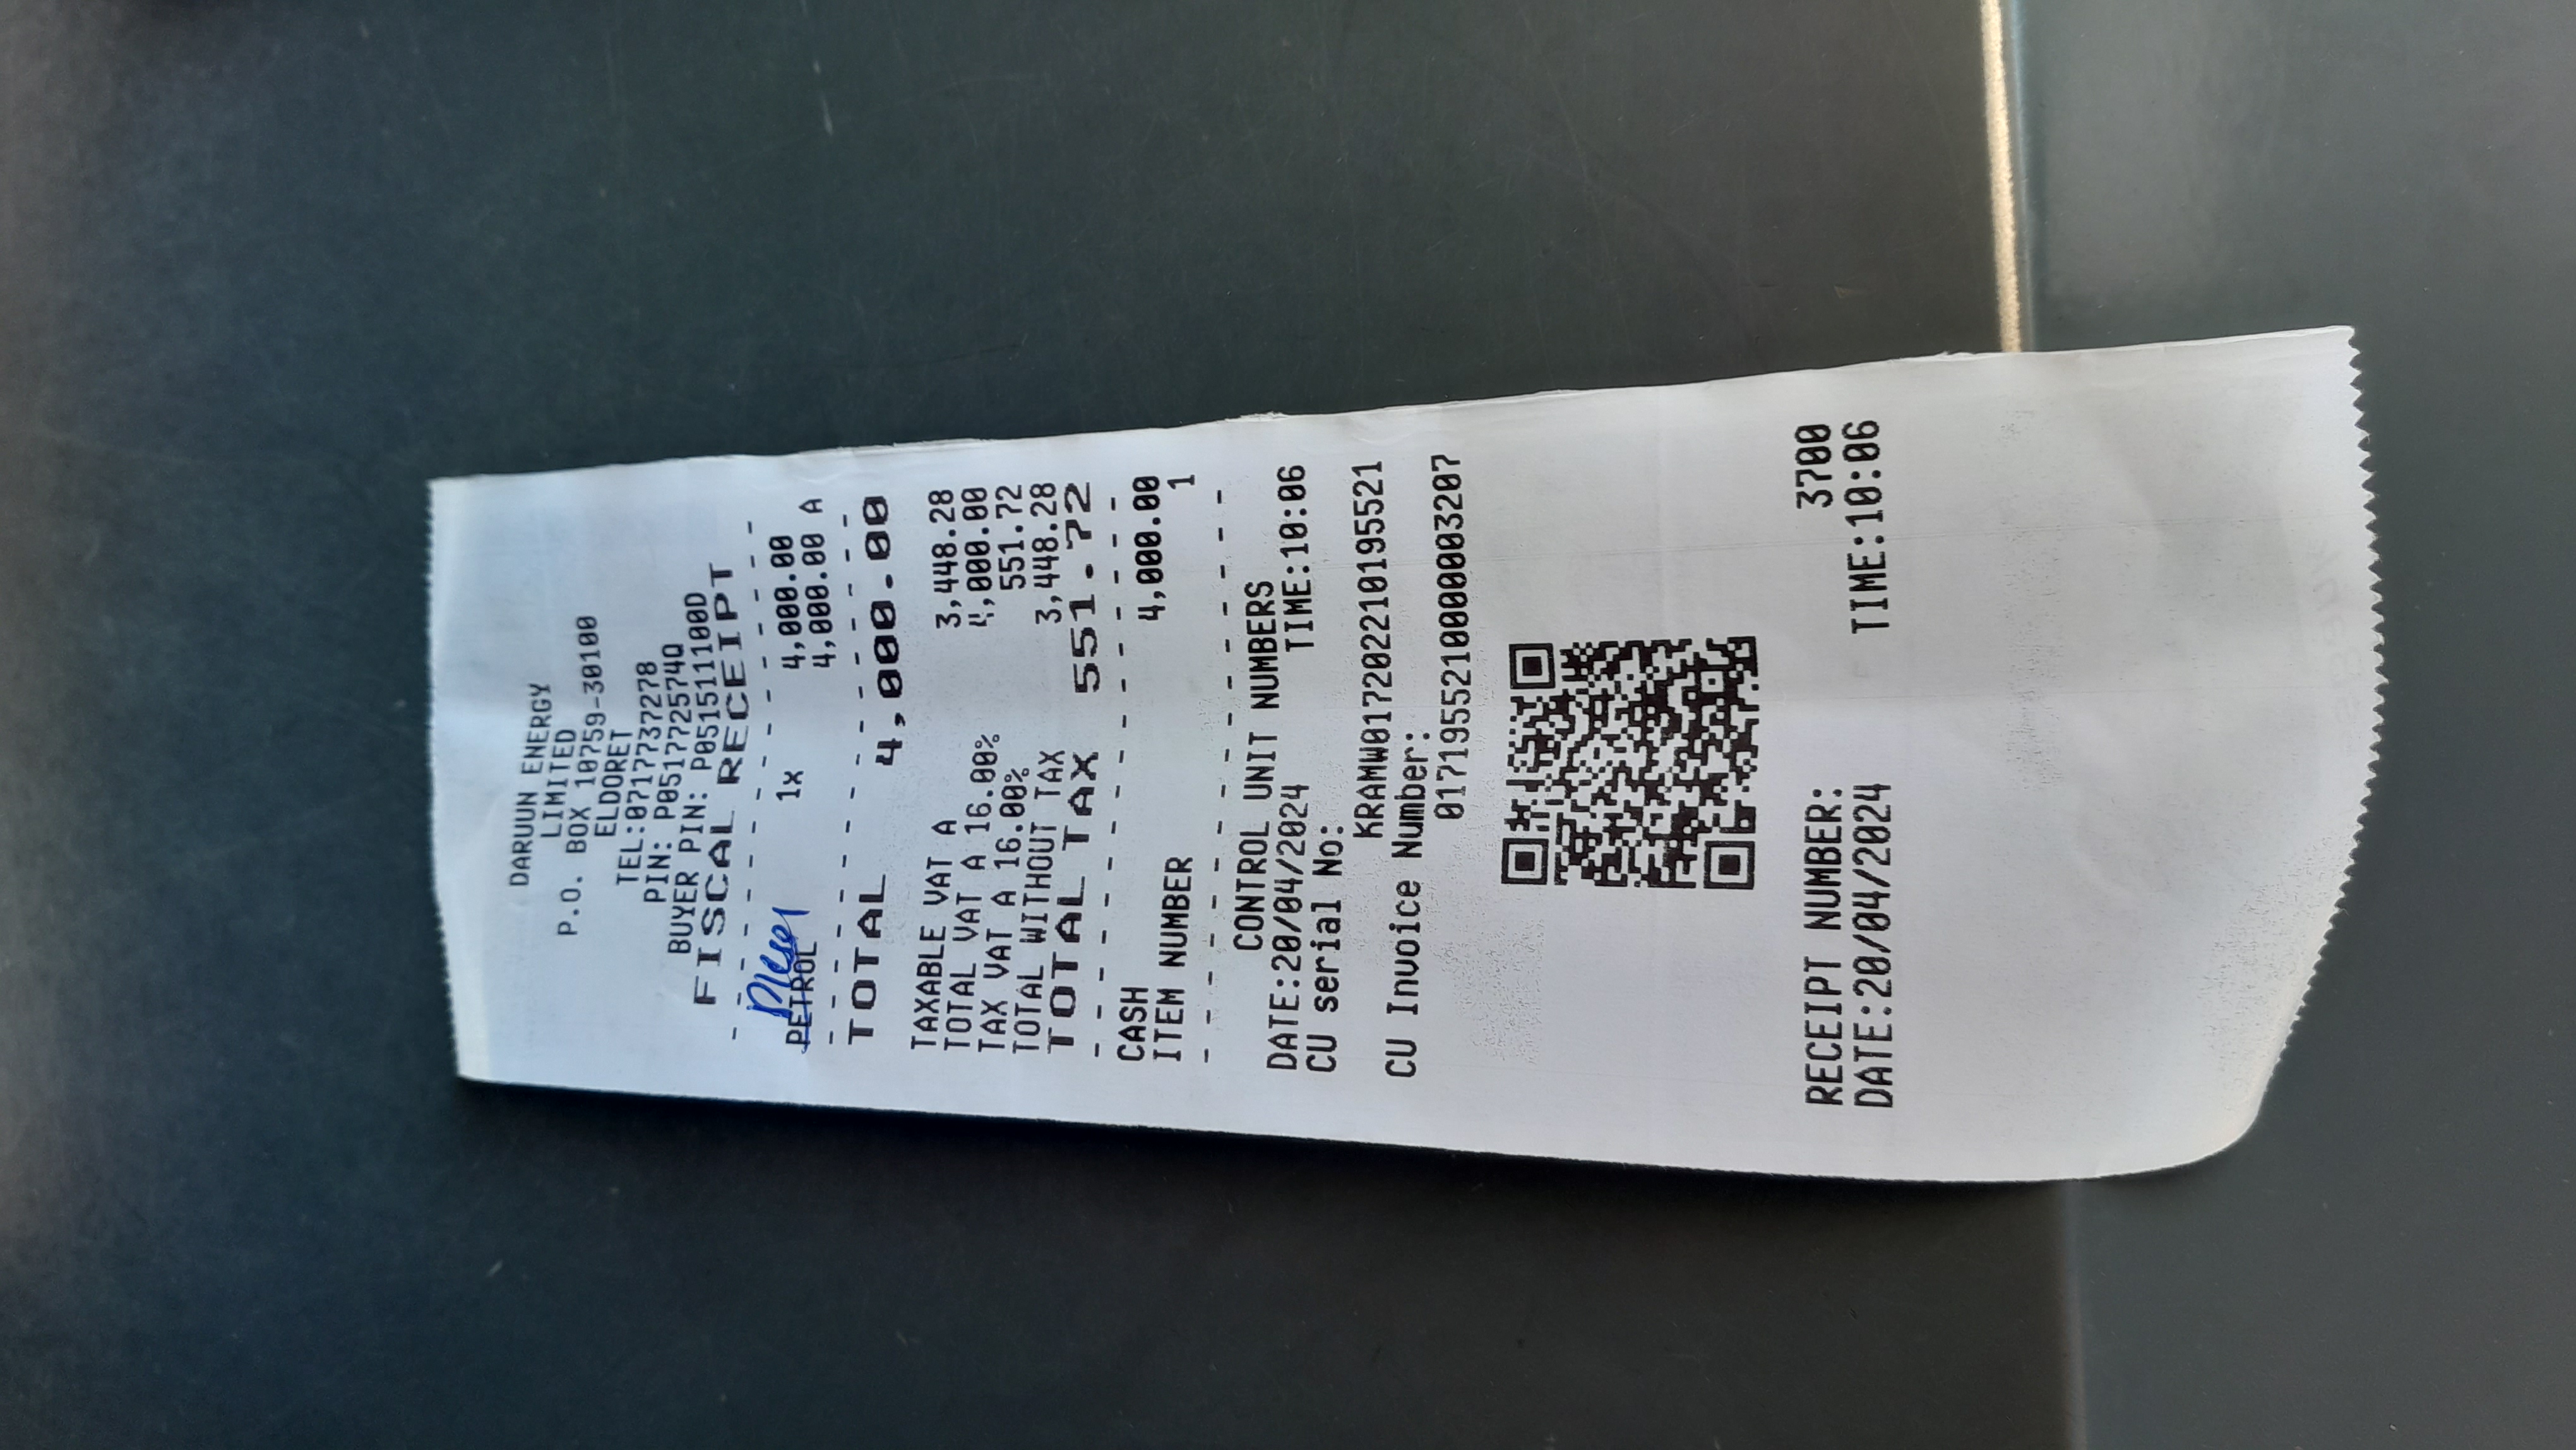 DARUUN ENERGY
LIMITED
P.O. BOX 10759-30100
ELDORET
TEL:0717737278
PIN: P051772574Q
BUYER PIN: P051511100D
FISCAL RECEIPT
Diesel
PETROL 1x 4,000.00
4,000.00 A
TOTAL 4,000.00
TAXABLE VAT A 3,448.28
TOTAL VAT A 16.00% 4,000.00
TAX VAT A 16.00% 551.72
TOTAL WITHOUT TAX 3,448.28
TOTAL TAX 551.72
CASH 4,000.00
ITEM NUMBER 1
CONTROL UNIT NUMBERS
DATE:20/04/2024 TIME:10:06
CU serial No:
KRAMW017202210195521
CU Invoice Number:
0171955210000003207
RECEIPT NUMBER: 3700
DATE:20/04/2024 TIME:10:06